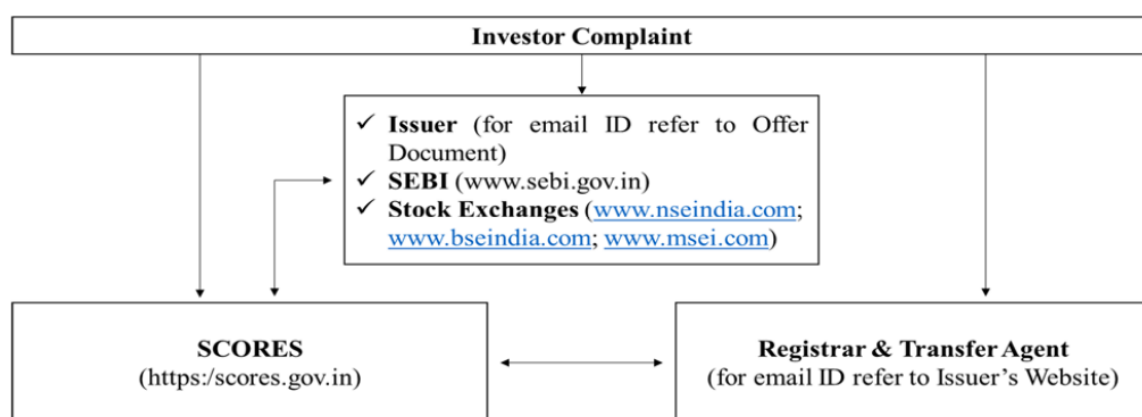 Investor Complaint
✓ Issuer (for email ID refer to Offer
Document)
✓ SEBI (www.sebi.gov.in)
✓ Stock Exchanges (www.nseindia.com;
www.bseindia.com; www.msei.com)
SCORES
(https:/scores.gov.in)
Registrar & Transfer Agent
(for email ID refer to Issuer’s Website)